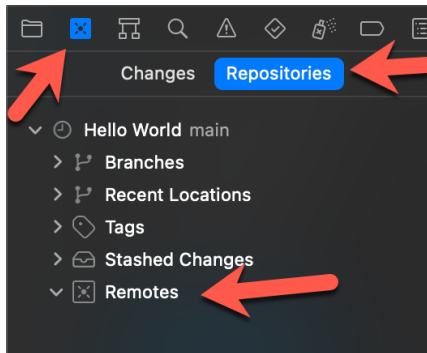 Changes Repositories
Hello World main
Branches
Recent Locations
Tags
Stashed Changes
Remotes